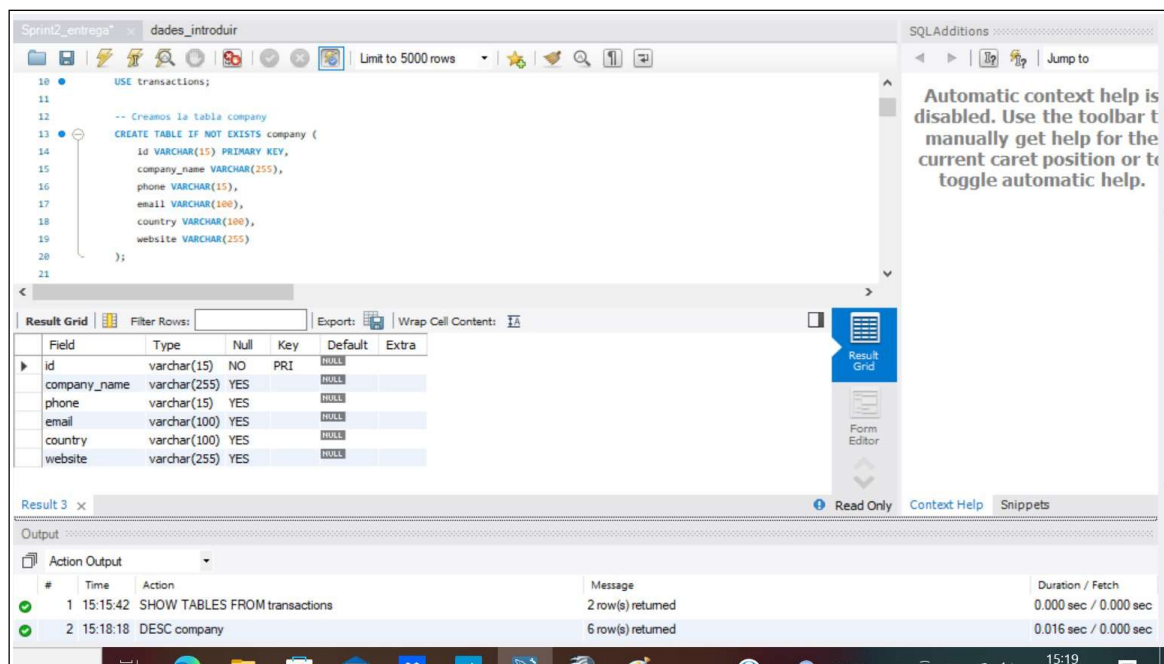 Sprint2_entrega* × dades_introduir
SQLAdditions
Limit to 5000 rows
Jump to
10 USE transactions;
11
12 -- Creamos la tabla company
13 CREATE TABLE IF NOT EXISTS company (
14 id VARCHAR(15) PRIMARY KEY,
15 company_name VARCHAR(255),
16 phone VARCHAR(15),
17 email VARCHAR(100),
18 country VARCHAR(100),
19 website VARCHAR(255)
20 );
21
Automatic context help is
disabled. Use the toolbar t
manually get help for the
current caret position or to
toggle automatic help.
Result Grid Filter Rows: Export: Wrap Cell Content: IA
Field Type Null Key Default Extra
id varchar(15) NO PRI NULL
company_name varchar(255) YES NULL
phone varchar(15) YES NULL
email varchar(100) YES NULL
country varchar(100) YES NULL
website varchar(255) YES NULL
Result
Grid
Form
Editor
Result 3 × Read Only Context Help Snippets
Output
Action Output
# Time Action Message Duration / Fetch
1 15:15:42 SHOW TABLES FROM transactions 2 row(s) returned 0.000 sec / 0.000 sec
2 15:18:18 DESC company 6 row(s) returned 0.016 sec / 0.000 sec
15:19